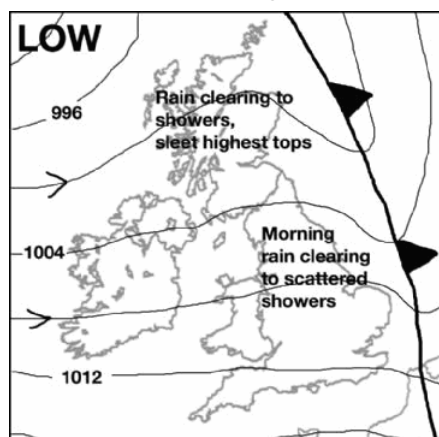 LOW
996
Rain clearing to
showers,
sleet highest tops
1004
Morning
rain clearing
to scattered
showers
1012